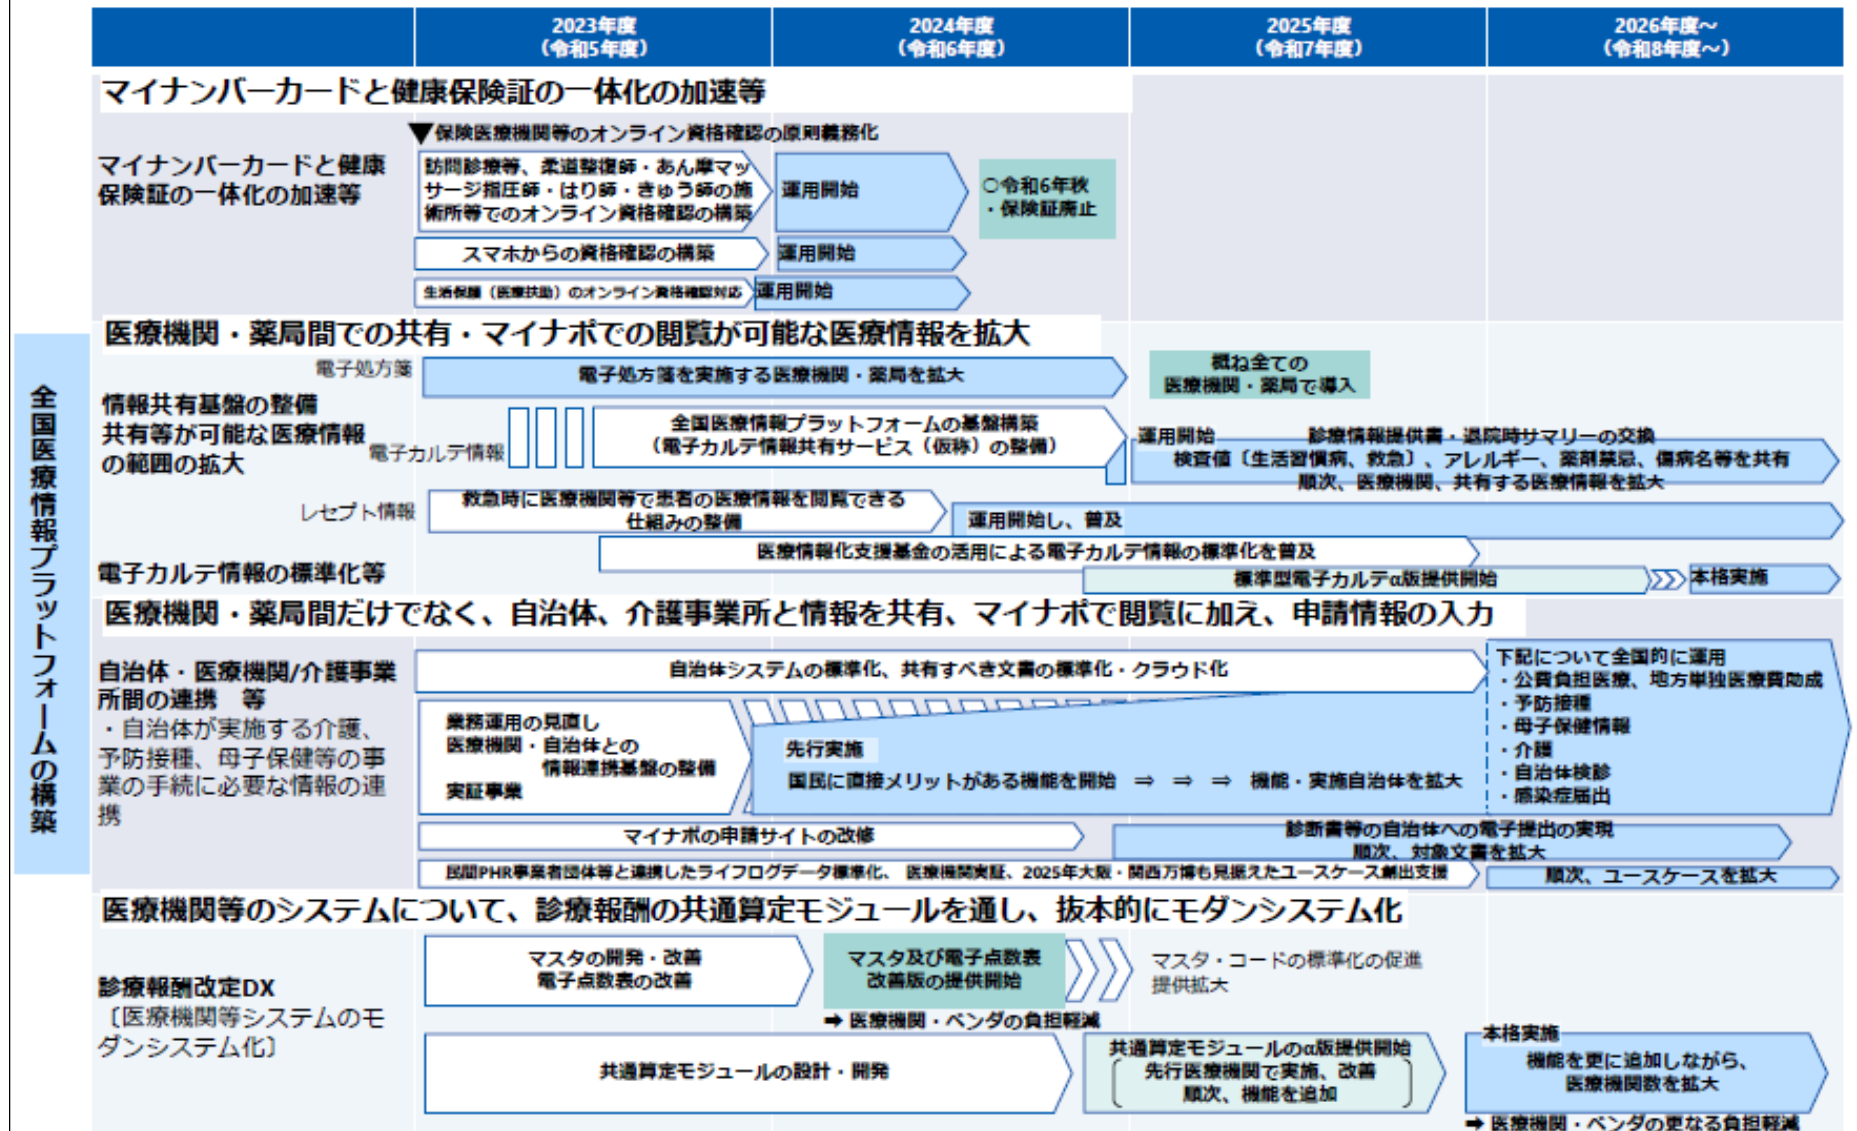 2023年度
（令和5年度）
2024年度
（令和6年度）
2025年度
（令和7年度）
2026年度～
（令和8年度～）
全国医療情報プラットフォームの構築
マイナンバーカードと健康保険証の一体化の加速等
▼保険医療機関等のオンライン資格確認の原則義務化
マイナンバーカードと健康
保険証の一体化の加速等
訪問診療等、柔道整復師・あん摩マッ
サージ指圧師・はり師・きゅう師の施
術所等でのオンライン資格確認の構築
運用開始
○令和6年秋
・保険証廃止
スマホからの資格確認の構築
運用開始
生活保護（医療扶助）のオンライン資格確認対応
運用開始
医療機関・薬局間での共有・マイナポでの閲覧が可能な医療情報を拡大
電子処方箋
電子処方箋を実施する医療機関・薬局を拡大
概ね全ての
医療機関・薬局で導入
情報共有基盤の整備
共有等が可能な医療情報
の範囲の拡大
電子カルテ情報
全国医療情報プラットフォームの基盤構築
（電子カルテ情報共有サービス（仮称）の整備）
運用開始
診療情報提供書・退院時サマリーの交換
検査値〔生活習慣病、救急〕、アレルギー、薬剤禁忌、傷病名等を共有
順次、医療機関、共有する医療情報を拡大
レセプト情報
救急時に医療機関等で患者の医療情報を閲覧できる
仕組みの整備
運用開始し、普及
医療情報化支援基金の活用による電子カルテ情報の標準化を普及
電子カルテ情報の標準化等
標準型電子カルテα版提供開始
本格実施
医療機関・薬局間だけでなく、自治体、介護事業所と情報を共有、マイナポで閲覧に加え、申請情報の入力
自治体・医療機関/介護事業
所間の連携　等
・自治体が実施する介護、
予防接種、母子保健等の事
業の手続に必要な情報の連
携
自治体システムの標準化、共有すべき文書の標準化・クラウド化
業務運用の見直し
医療機関・自治体との
情報連携基盤の整備
実証事業
先行実施
国民に直接メリットがある機能を開始　⇒　⇒　⇒　機能・実施自治体を拡大
下記について全国的に運用
・公費負担医療、地方単独医療費助成
・予防接種
・母子保健情報
・介護
・自治体検診
・感染症届出
マイナポの申請サイトの改修
診断書等の自治体への電子提出の実現
順次、対象文書を拡大
民間PHR事業者団体等と連携したライフログデータ標準化、医療機関実証、2025年大阪・関西万博も見据えたユースケース創出支援
順次、ユースケースを拡大
医療機関等のシステムについて、診療報酬の共通算定モジュールを通し、抜本的にモダンシステム化
診療報酬改定DX
〔医療機関等システムのモ
ダンシステム化〕
マスタの開発・改善
電子点数表の改善
マスタ及び電子点数表
改善版の提供開始
マスタ・コードの標準化の促進
提供拡大
➡ 医療機関・ベンダの負担軽減
共通算定モジュールの設計・開発
共通算定モジュールのα版提供開始
先行医療機関で実施、改善
順次、機能を追加
本格実施
機能を更に追加しながら、
医療機関数を拡大
➡ 医療機関・ベンダの更なる負担軽減